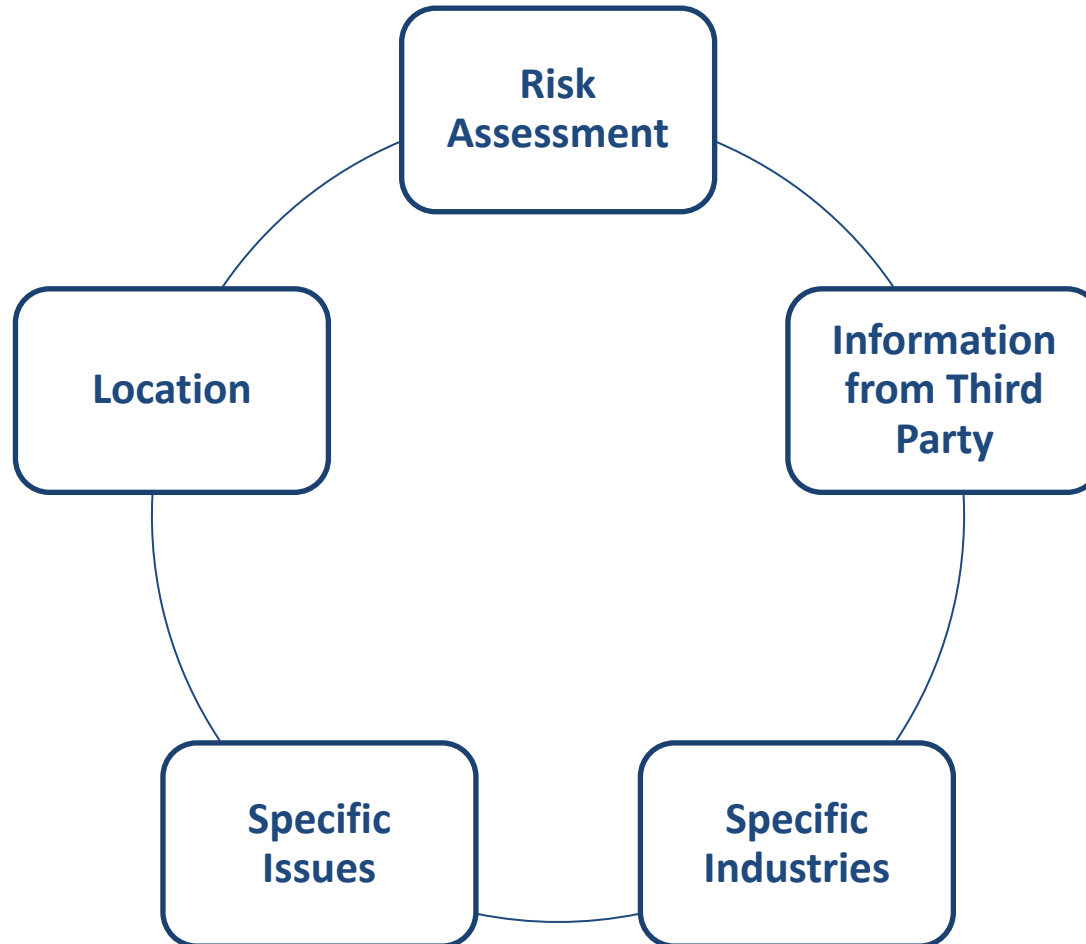 Risk
Assessment
Information
from Third
Party
Specific
Industries
Specific
Issues
Location